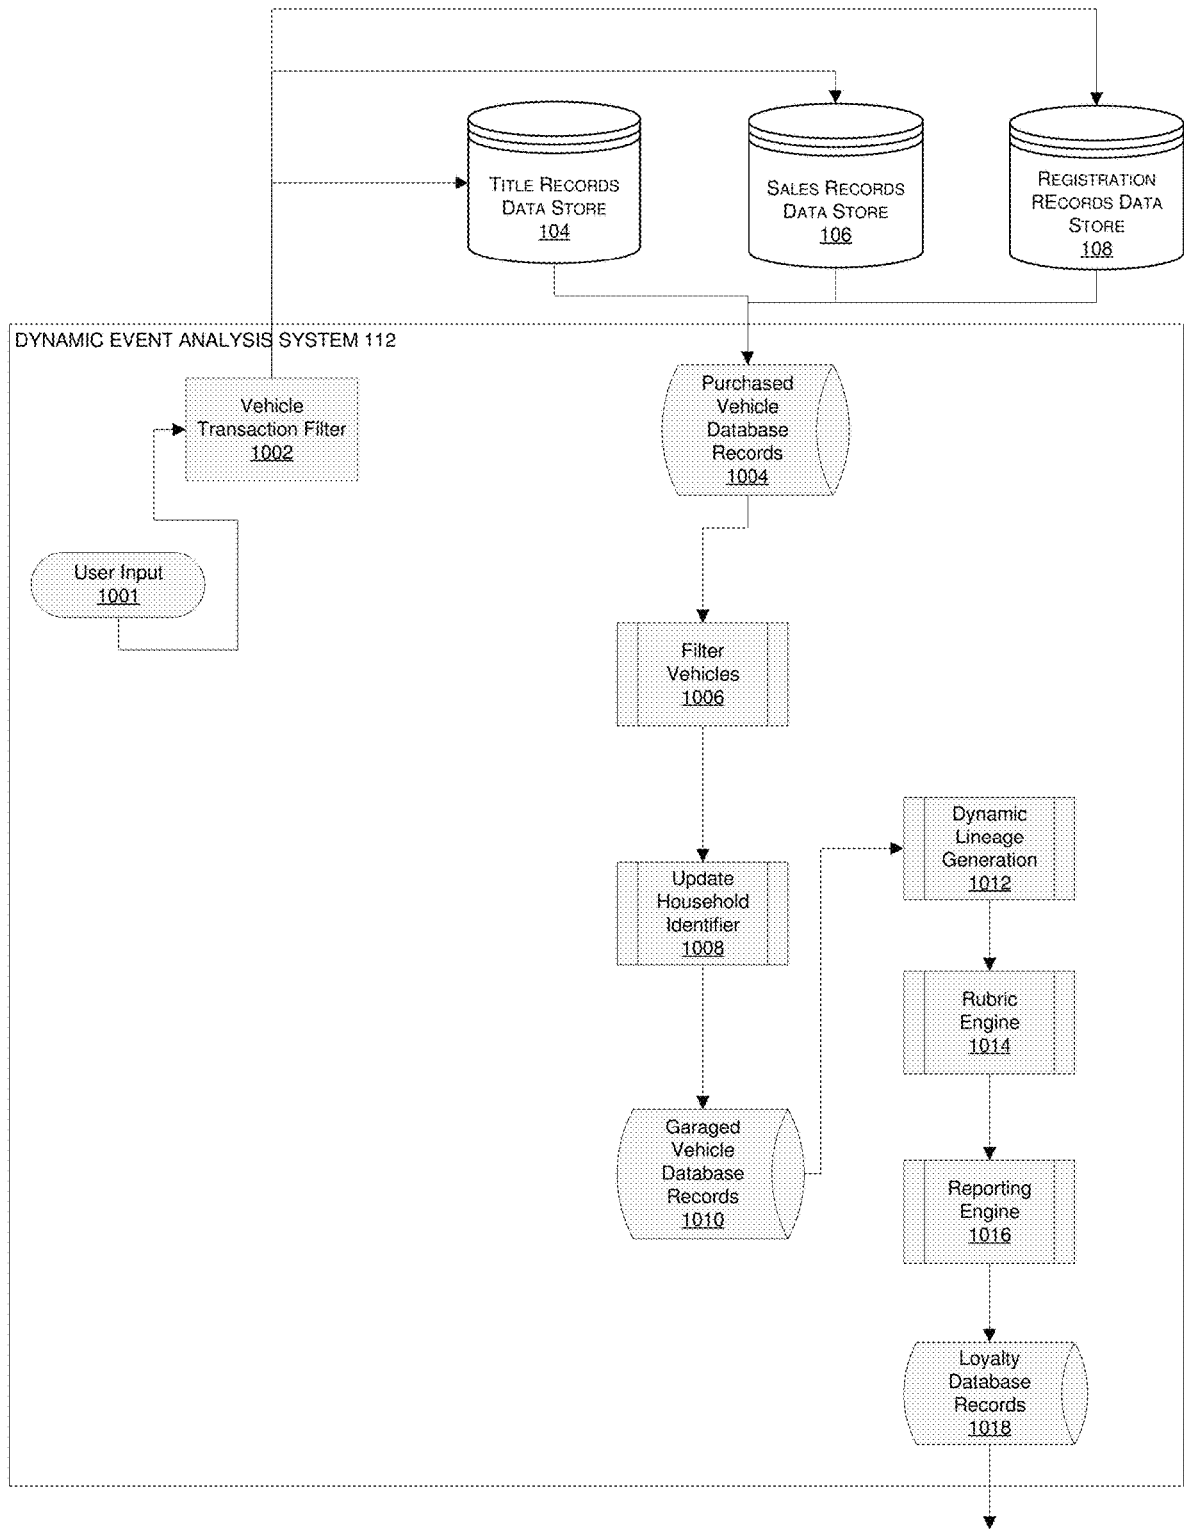 TITLE RECORDS
DATA STORE
104
SALES RECORDS
DATA STORE
106
REGISTRATION
RECORDS DATA
STORE
108
DYNAMIC EVENT ANALYSIS SYSTEM 112
Vehicle
Transaction Filter
1002
Purchased
Vehicle
Database
Records
1004
User Input
1001
Filter
Vehicles
1006
Update
Household
Identifier
1008
Dynamic
Lineage
Generation
1012
Rubric
Engine
1014
Garaged
Vehicle
Database
Records
1010
Reporting
Engine
1016
Loyalty
Database
Records
1018